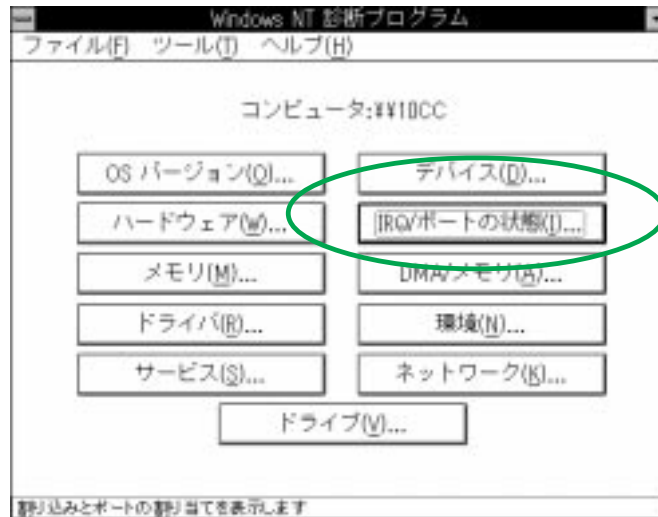 Windows NT 診断プログラム
ファイル(F) ツール(T) ヘルプ(H)
コンピュータ:¥¥10CC
OS バージョン(O)... デバイス(D)...
ハードウェア(W)... IRQ/ポートの状態(I)...
メモリ(M)... DMA/メモリ(A)...
ドライバ(R)... 環境(N)...
サービス(S)... ネットワーク(K)...
ドライブ(V)...
割り込みとポートの割り当てを表示します